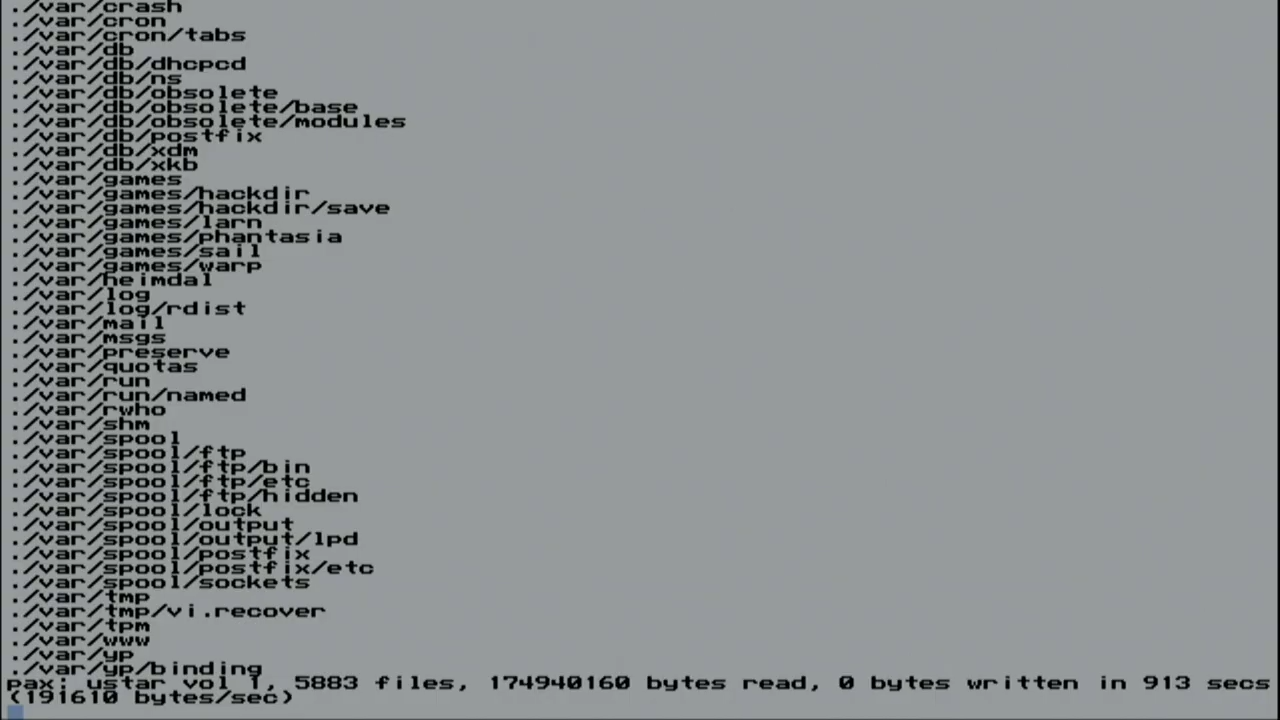 ./var/crash
./var/cron
./var/cron/tabs
./var/db
./var/db/dhcpcd
./var/db/ns
./var/db/obsolete
./var/db/obsolete/base
./var/db/obsolete/modules
./var/db/postfix
./var/db/xdm
./var/db/xkb
./var/games
./var/games/hackdir
./var/games/hackdir/save
./var/games/larn
./var/games/phantasia
./var/games/sail
./var/games/warp
./var/heimdal
./var/log
./var/log/rdist
./var/mail
./var/msgs
./var/preserve
./var/quotas
./var/run
./var/run/named
./var/rwho
./var/shm
./var/spool
./var/spool/ftp
./var/spool/ftp/bin
./var/spool/ftp/etc
./var/spool/ftp/hidden
./var/spool/lock
./var/spool/output
./var/spool/output/lpd
./var/spool/postfix
./var/spool/postfix/etc
./var/spool/sockets
./var/tmp
./var/tmp/vi.recover
./var/tpm
./var/www
./var/yp
./var/yp/binding
pax: ustar vol 1, 5883 files, 174940160 bytes read, 0 bytes written in 913 secs
(191610 bytes/sec)